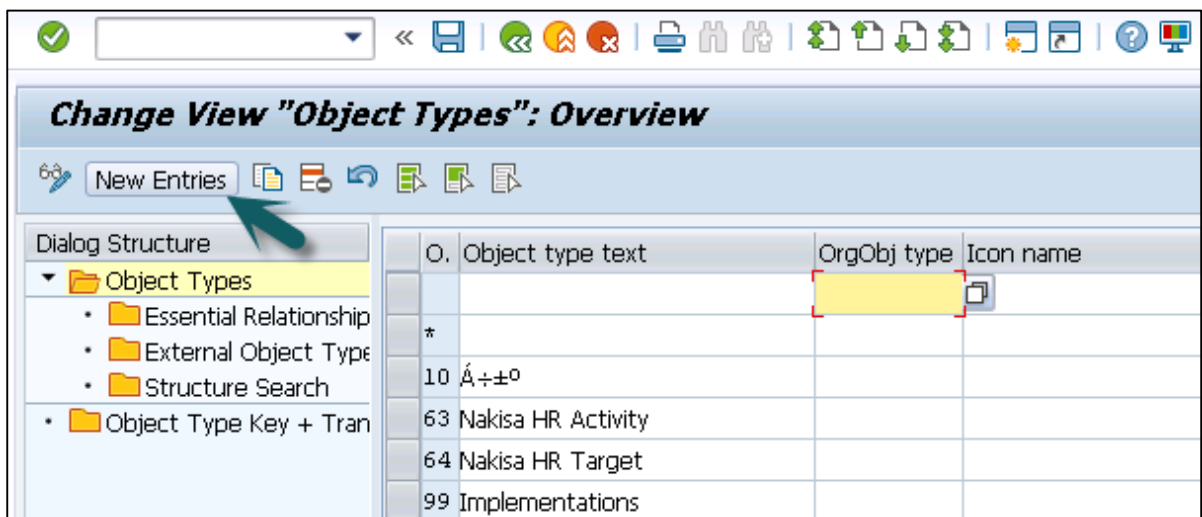 Change View "Object Types": Overview
New Entries
Dialog Structure
Object Types
Essential Relationship
External Object Type
Structure Search
Object Type Key + Tran
O. Object type text OrgObj type Icon name
*
10 Á÷±º
63 Nakisa HR Activity
64 Nakisa HR Target
99 Implementations